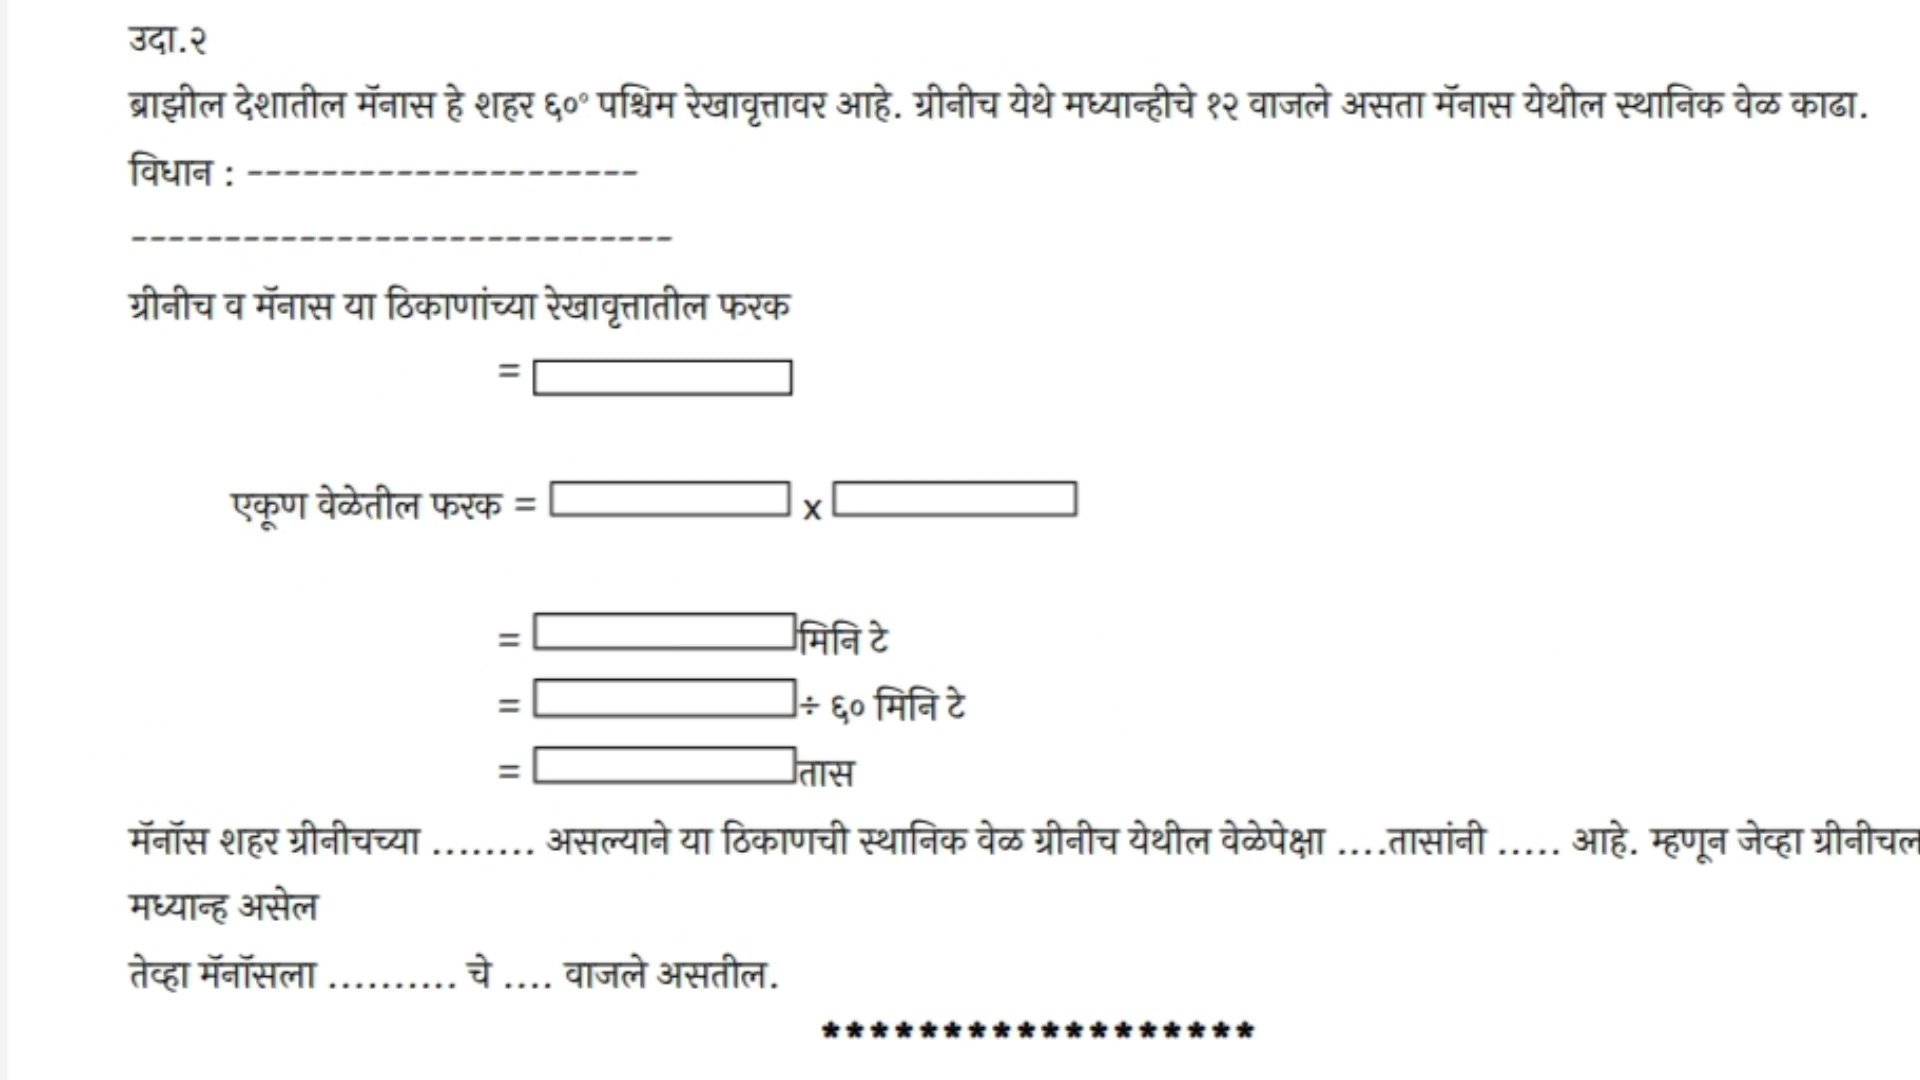 उदा.२
ब्राझील देशातील मॅनास हे शहर ६०° पश्चिम रेखावृत्तावर आहे. ग्रीनीच येथे मध्यान्हीचे १२ वाजले असता मॅनास येथील स्थानिक वेळ काढा.
विधान : ---------------------
-----------------------------
ग्रीनीच व मॅनास या ठिकाणांच्या रेखावृत्तातील फरक
=
एकूण वेळेतील फरक = x
= मिनि टे
= ÷ ६० मिनि टे
= तास
मॅनॉस शहर ग्रीनीचच्या ........ असल्याने या ठिकाणची स्थानिक वेळ ग्रीनीच येथील वेळेपेक्षा ....तासांनी ..... आहे. म्हणून जेव्हा ग्रीनीचल
मध्यान्ह असेल
तेव्हा मॅनॉसला .......... चे .... वाजले असतील.
******************